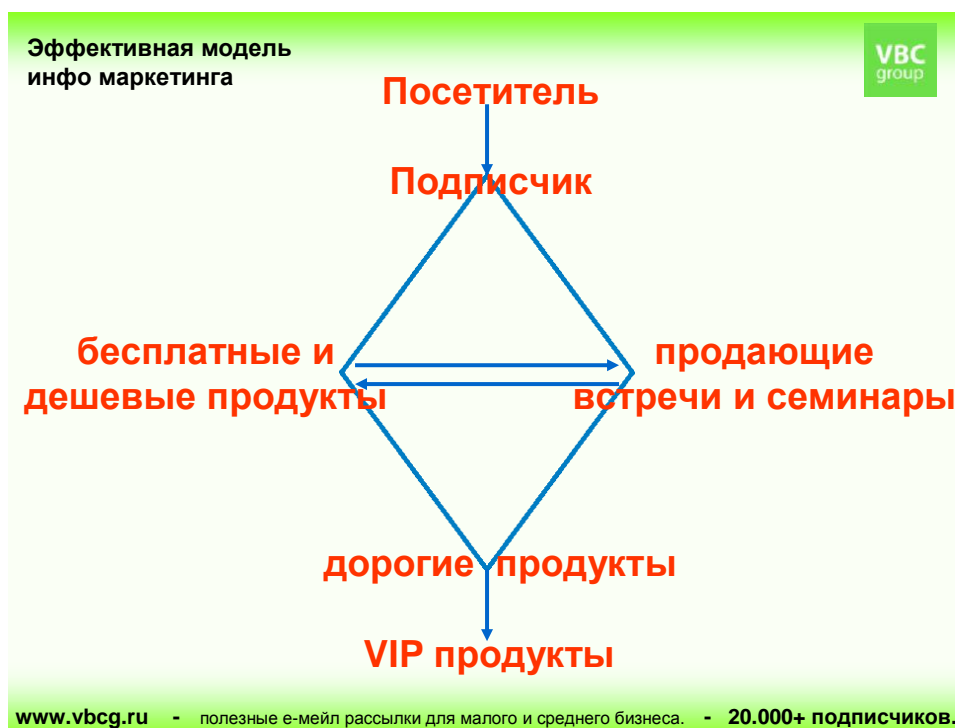 Эффективная модель
инфо маркетинга
VBC
group
Посетитель
Подписчик
бесплатные и
дешевые продукты
продающие
встречи и семинары
дорогие продукты
VIP продукты
www.vbcg.ru - полезные е-мейл рассылки для малого и среднего бизнеса. - 20.000+ подписчиков.